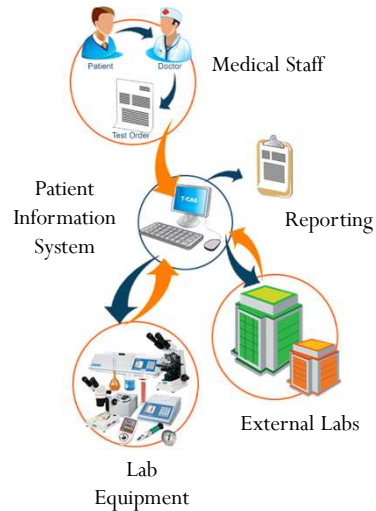 Patient
Doctor
Test Order
Medical Staff
T-CAS
Patient
Information
System
Reporting
External Labs
Lab
Equipment